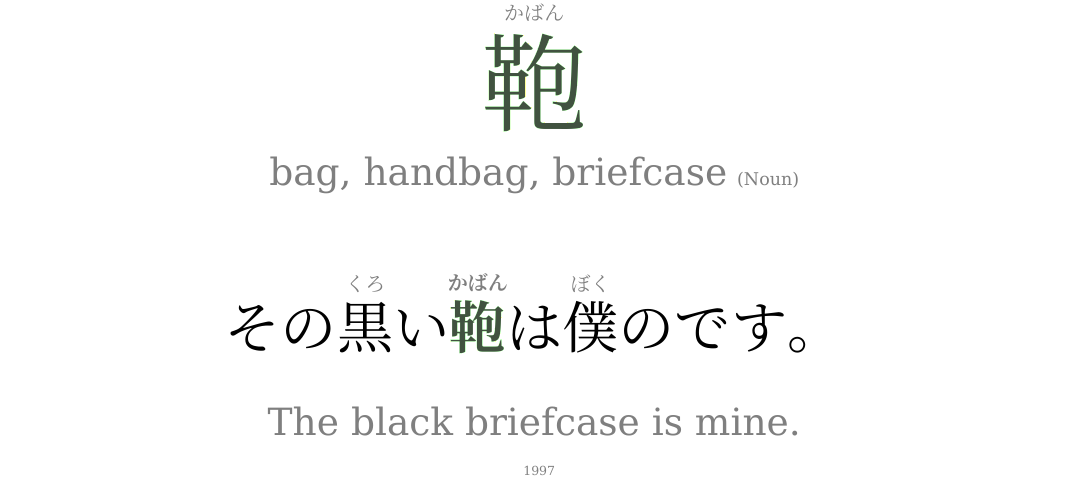 かばん
鞄
bag, handbag, briefcase (Noun)
くろ かばん ぼく
その黒い鞄は僕のです。
The black briefcase is mine.
1997